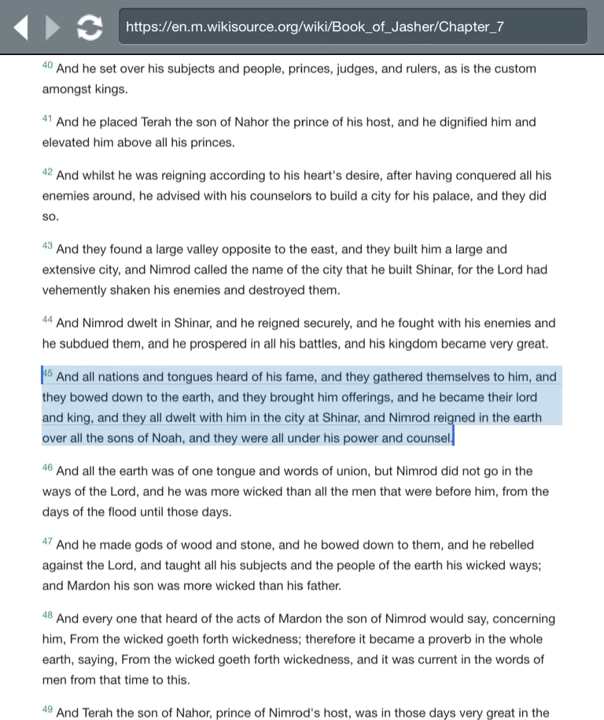 https://en.m.wikisource.org/wiki/Book_of_Jasher/Chapter_7
40 And he set over his subjects and people, princes, judges, and rulers, as is the custom
amongst kings.
41 And he placed Terah the son of Nahor the prince of his host, and he dignified him and
elevated him above all his princes.
42 And whilst he was reigning according to his heart's desire, after having conquered all his
enemies around, he advised with his counselors to build a city for his palace, and they did
so.
43 And they found a large valley opposite to the east, and they built him a large and
extensive city, and Nimrod called the name of the city that he built Shinar, for the Lord had
vehemently shaken his enemies and destroyed them.
44 And Nimrod dwelt in Shinar, and he reigned securely, and he fought with his enemies and
he subdued them, and he prospered in all his battles, and his kingdom became very great.
45 And all nations and tongues heard of his fame, and they gathered themselves to him, and
they bowed down to the earth, and they brought him offerings, and he became their lord
and king, and they all dwelt with him in the city at Shinar, and Nimrod reigned in the earth
over all the sons of Noah, and they were all under his power and counsel.
46 And all the earth was of one tongue and words of union, but Nimrod did not go in the
ways of the Lord, and he was more wicked than all the men that were before him, from the
days of the flood until those days.
47 And he made gods of wood and stone, and he bowed down to them, and he rebelled
against the Lord, and taught all his subjects and the people of the earth his wicked ways;
and Mardon his son was more wicked than his father.
48 And every one that heard of the acts of Mardon the son of Nimrod would say, concerning
him, From the wicked goeth forth wickedness; therefore it became a proverb in the whole
earth, saying, From the wicked goeth forth wickedness, and it was current in the words of
men from that time to this.
49 And Terah the son of Nahor, prince of Nimrod's host, was in those days very great in the